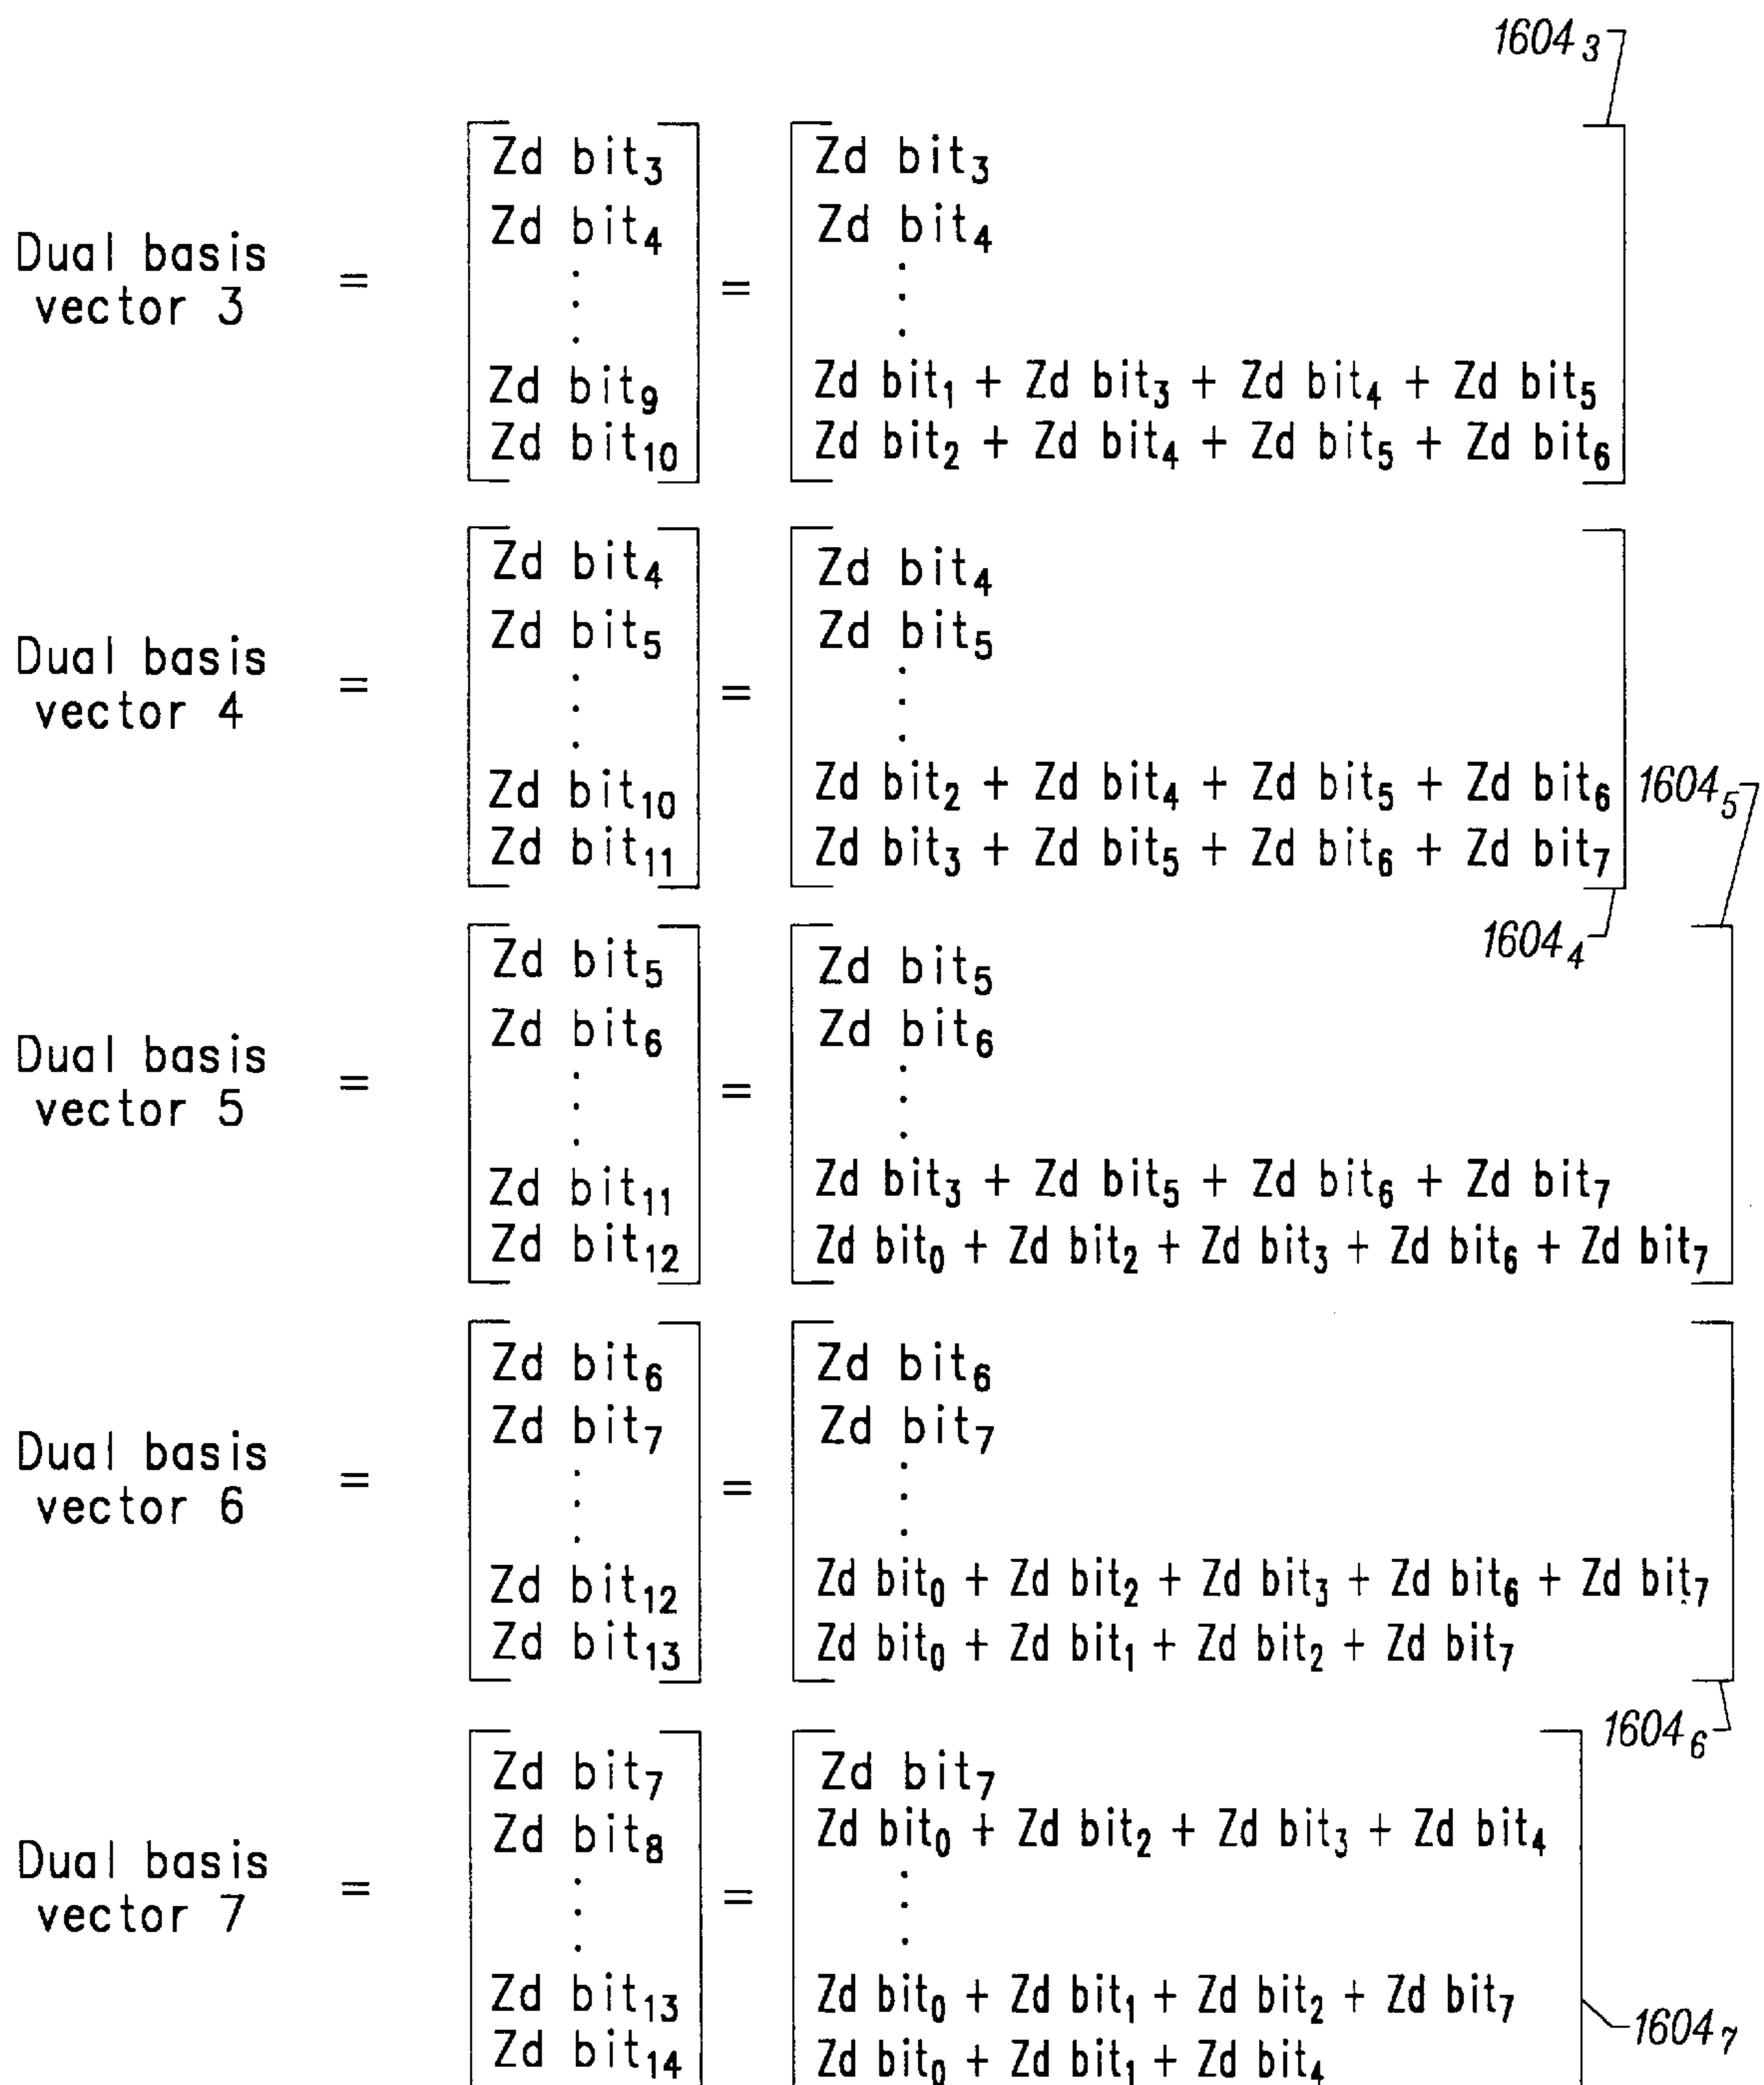 1604₃
Dual basis vector 3 = [Zd bit₃ = [Zd bit₃
Zd bit₄ Zd bit₄
Zd bit₉ Zd bit₁ + Zd bit₃ + Zd bit₄ + Zd bit₅
Zd bit₁₀] Zd bit₂ + Zd bit₄ + Zd bit₅ + Zd bit₆]
Dual basis vector 4 = [Zd bit₄ = [Zd bit₄
Zd bit₅ Zd bit₅
Zd bit₁₀ Zd bit₂ + Zd bit₄ + Zd bit₅ + Zd bit₆
Zd bit₁₁] Zd bit₃ + Zd bit₅ + Zd bit₆ + Zd bit₇]
1604₅
1604₄
Dual basis vector 5 = [Zd bit₅ = [Zd bit₅
Zd bit₆ Zd bit₆
Zd bit₁₁ Zd bit₃ + Zd bit₅ + Zd bit₆ + Zd bit₇
Zd bit₁₂] Zd bit₀ + Zd bit₂ + Zd bit₃ + Zd bit₆ + Zd bit₇]
Dual basis vector 6 = [Zd bit₆ = [Zd bit₆
Zd bit₇ Zd bit₇
Zd bit₁₂ Zd bit₀ + Zd bit₂ + Zd bit₃ + Zd bit₆ + Zd bit₇
Zd bit₁₃] Zd bit₀ + Zd bit₁ + Zd bit₂ + Zd bit₇]
1604₆
Dual basis vector 7 = [Zd bit₇ = [Zd bit₇
Zd bit₈ Zd bit₀ + Zd bit₂ + Zd bit₃ + Zd bit₄
Zd bit₁₃ Zd bit₀ + Zd bit₁ + Zd bit₂ + Zd bit₇
Zd bit₁₄] Zd bit₀ + Zd bit₁ + Zd bit₄]
1604₇